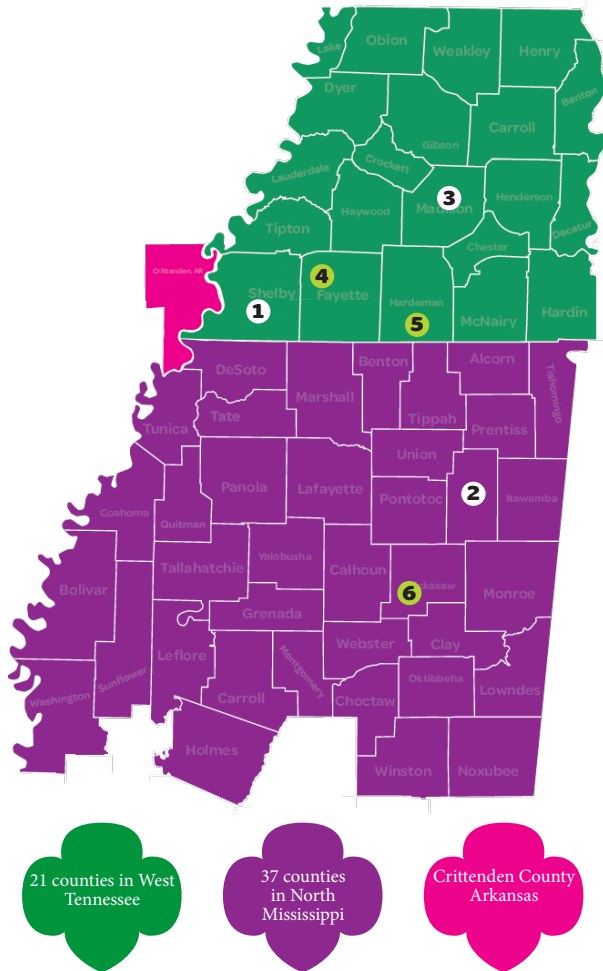 Obion
Weakley
Henry
Lake
Dyer
Benton
Gibson
Carroll
Crockett
Lauderdale
Haywood
3
Madison
Henderson
Decatur
Tipton
Chester
Crittenden, AR
4
Shelby
Fayette
1
Hardeman
5
McNairy
Hardin
DeSoto
Benton
Alcorn
Marshall
Tishomingo
Tate
Tippah
Tunica
Prentiss
Union
Panola
Lafayette
Pontotoc
2
Itawamba
Coahoma
Quitman
Yalobusha
Tallahatchie
Calhoun
6
ckasaw
Bolivar
Monroe
Grenada
Webster
Clay
Leflore
Montgomery
Sunflower
Oktibbeha
Lowndes
Washington
Carroll
Choctaw
Holmes
Winston
Noxubee
21 counties in West
Tennessee
37 counties
in North
Mississippi
Crittenden County
Arkansas